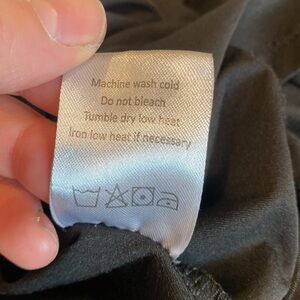 Machine wash cold
Do not bleach
Tumble dry low heat
Iron low heat if necessary